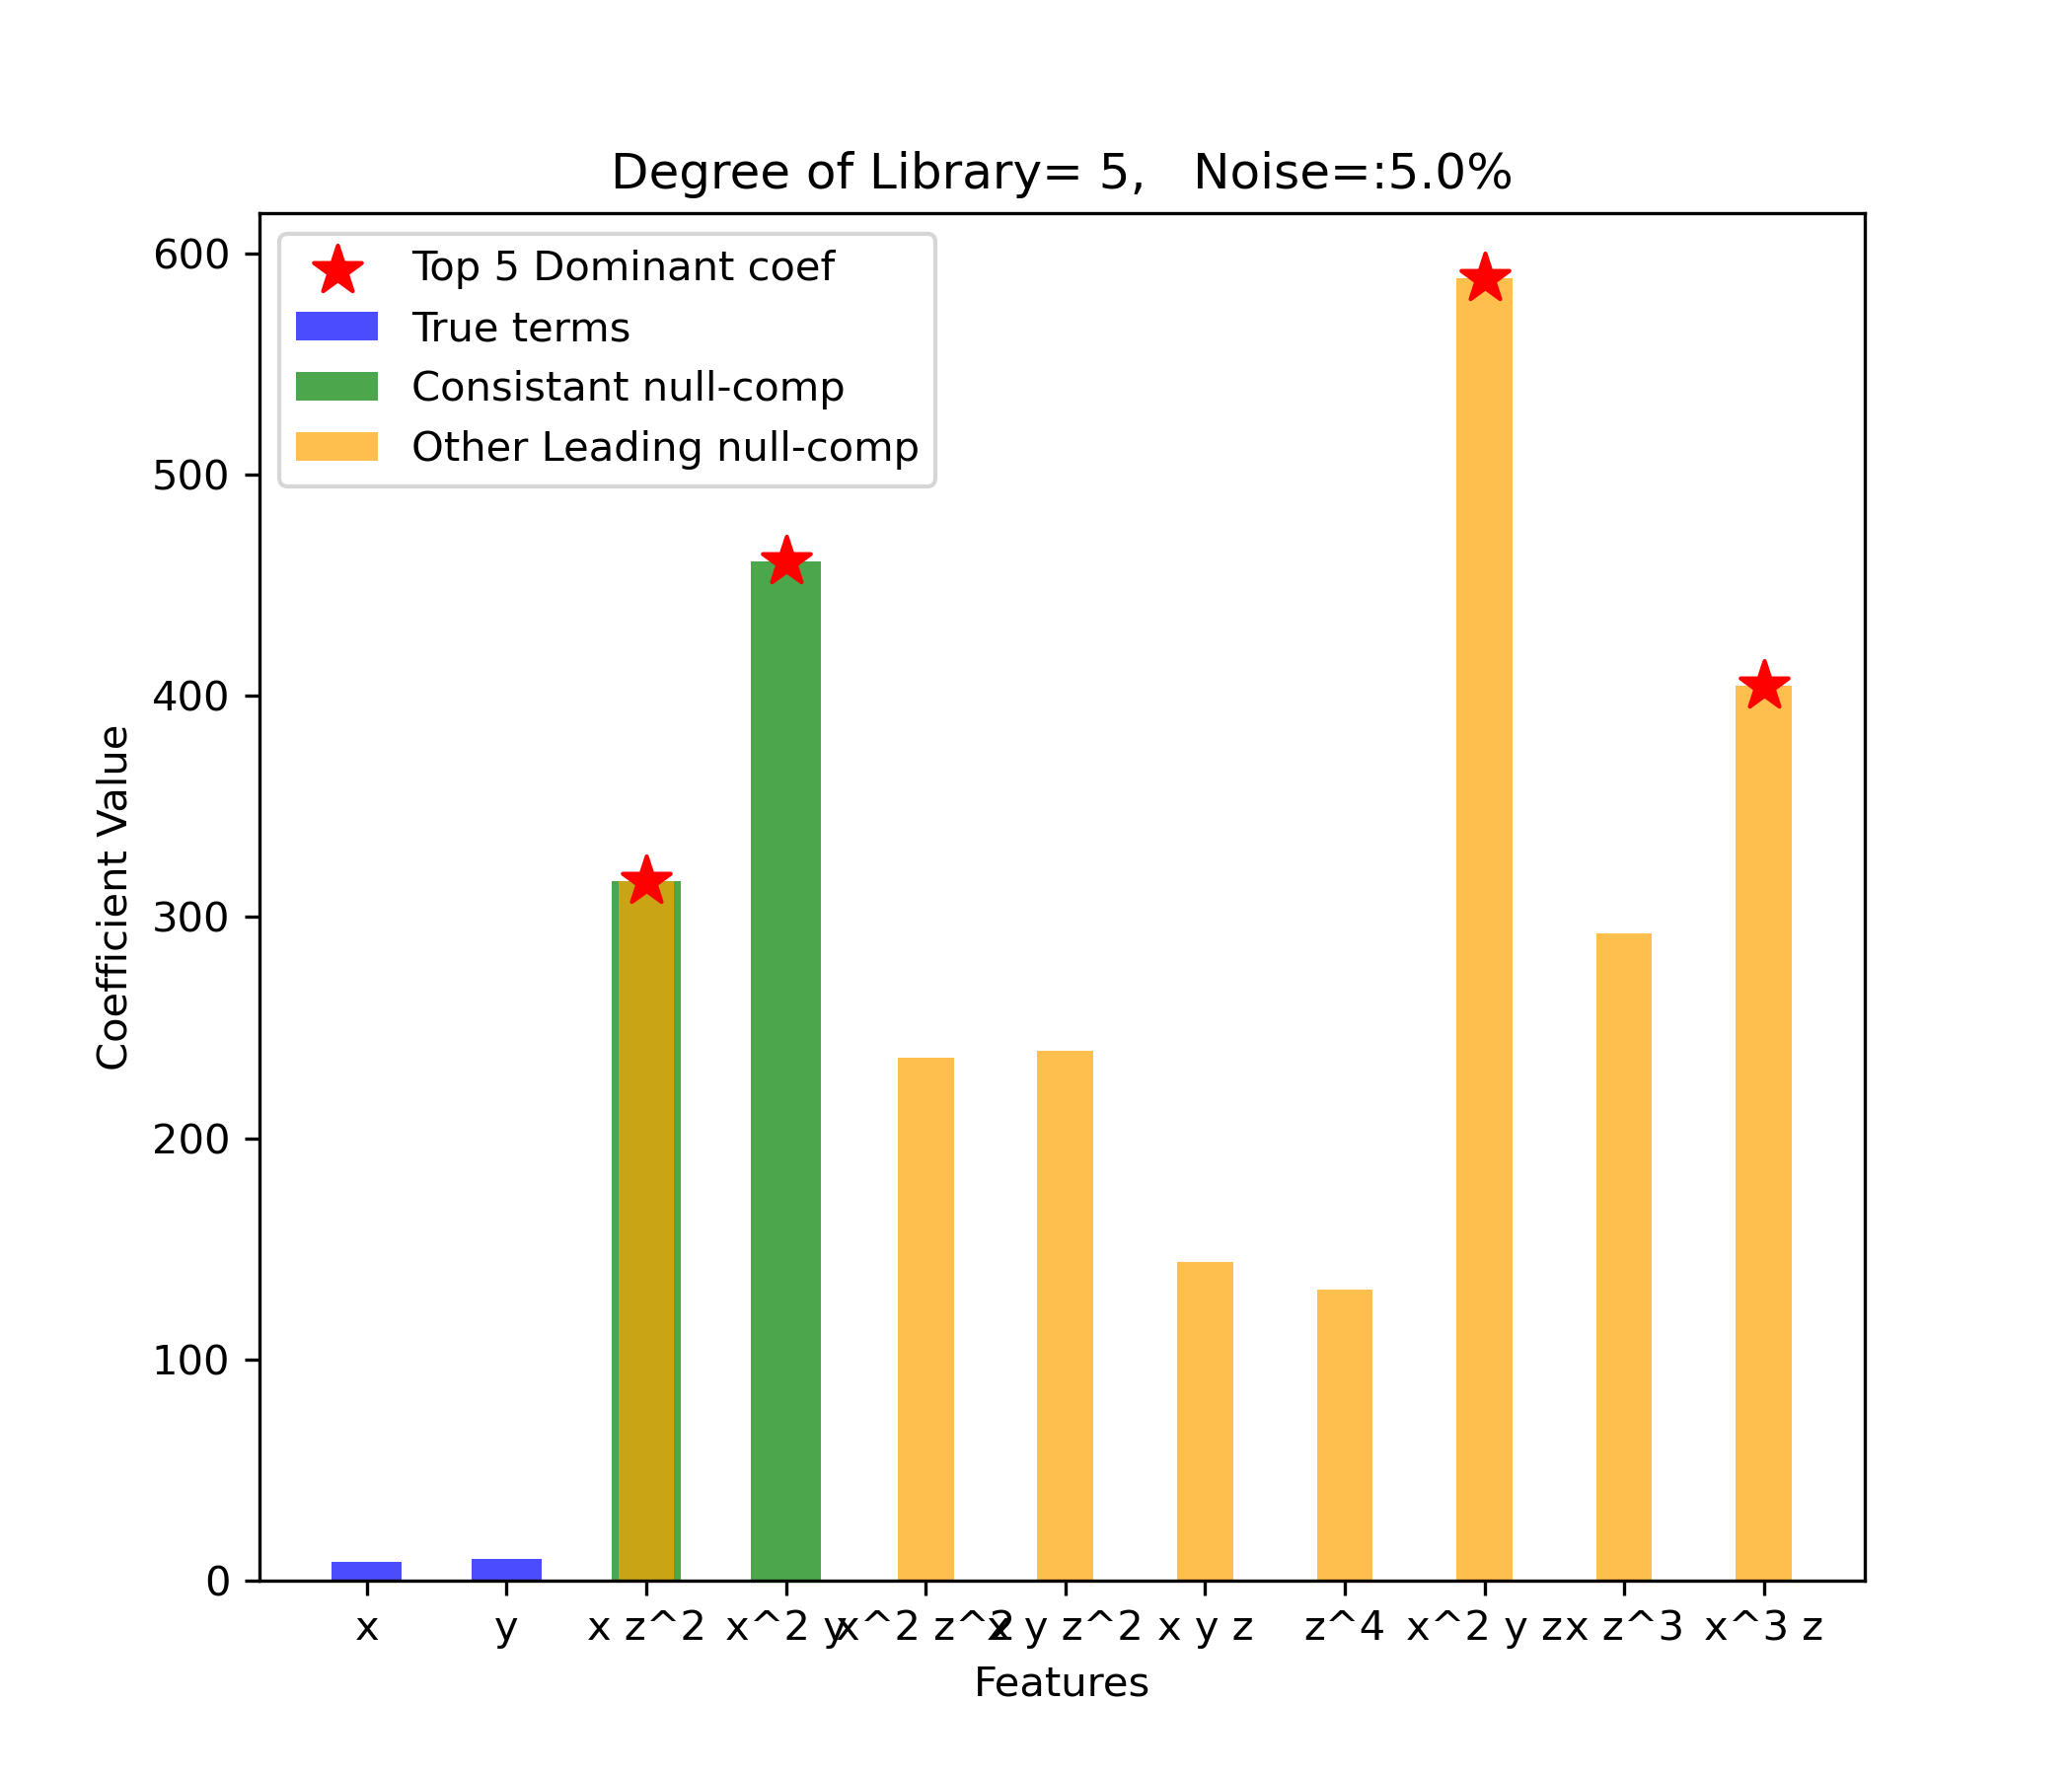 Degree of Library= 5,   Noise=:5.0%
Top 5 Dominant coef
True terms
Consistant null-comp
Other Leading null-comp
600
500
400
300
200
100
0
Coefficient Value
x y x z^2 x^2 y x^2 z^2 x y z^2 x y z z^4 x^2 y z x z^3 x^3 z
Features